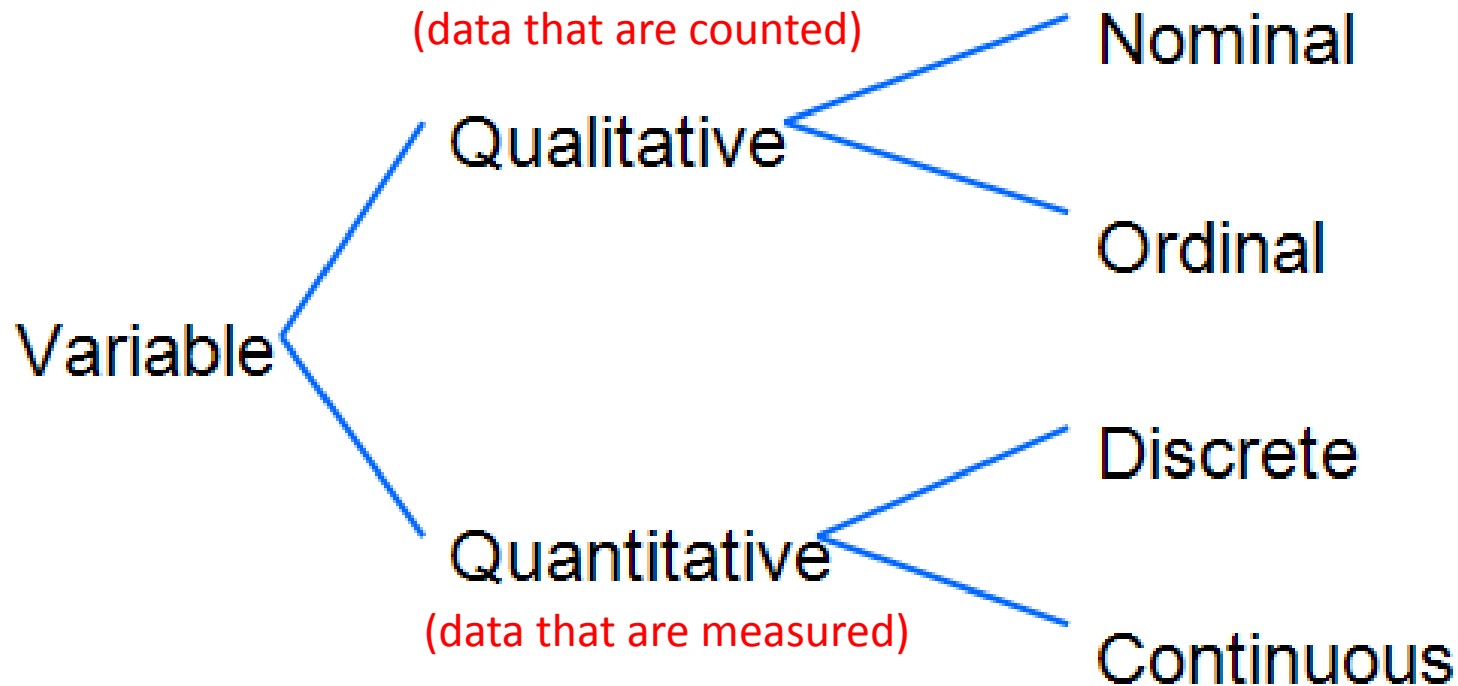 (data that are counted)
Nominal
Qualitative
Ordinal
Variable
Discrete
Quantitative
(data that are measured)
Continuous